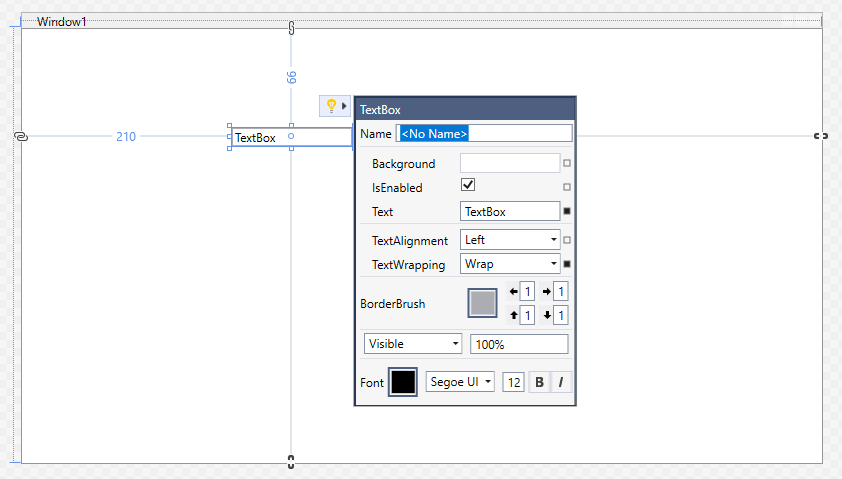 Window1
66
210
TextBox
TextBox
Name <No Name>
Background
IsEnabled
Text TextBox
TextAlignment Left
TextWrapping Wrap
BorderBrush 1 1
1 1
Visible 100%
Font Segoe UI 12 B I